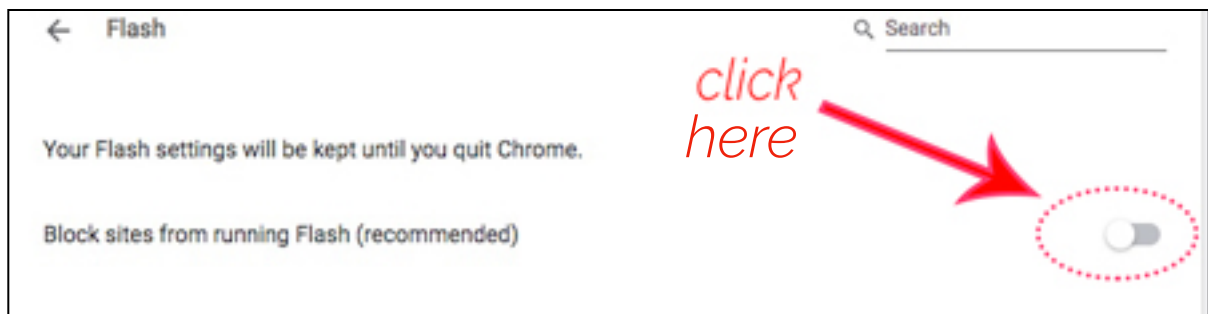 Flash
Search
click
here
Your Flash settings will be kept until you quit Chrome.
Block sites from running Flash (recommended)